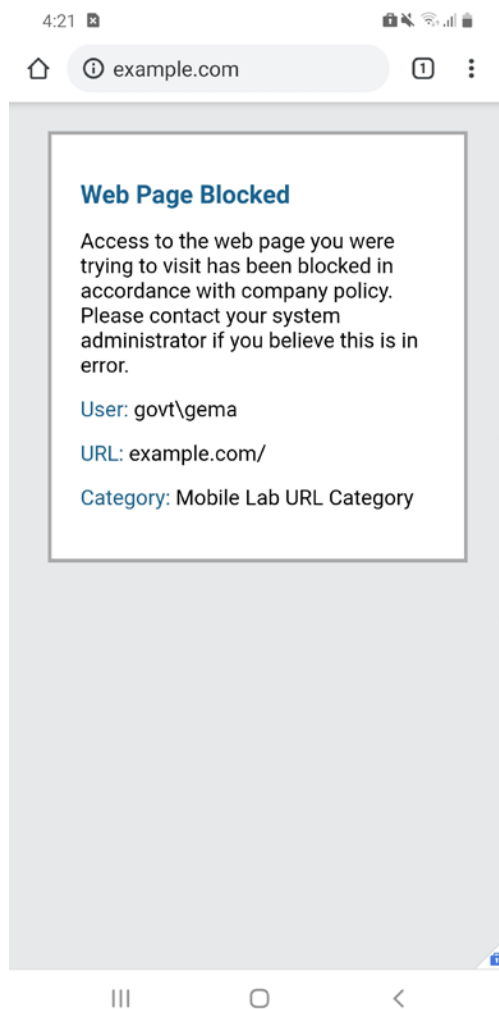 4:21
example.com
1
Web Page Blocked
Access to the web page you were
trying to visit has been blocked in
accordance with company policy.
Please contact your system
administrator if you believe this is in
error.
User: govt\gema
URL: example.com/
Category: Mobile Lab URL Category